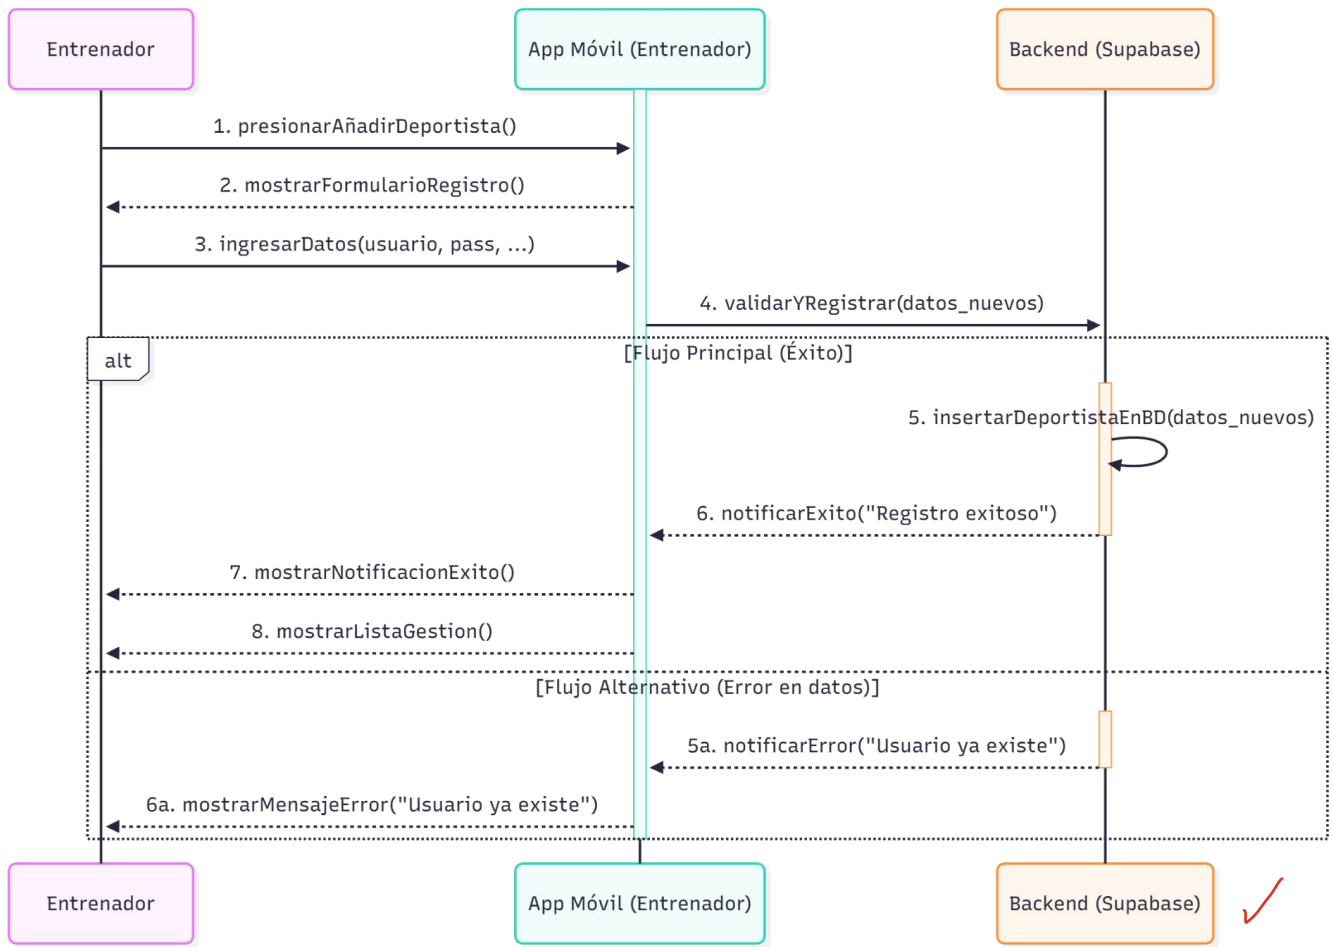 Entrenador
App Móvil (Entrenador)
Backend (Supabase)
1. presionarAñadirDeportista()
2. mostrarFormularioRegistro()
3. ingresarDatos(usuario, pass, ...)
4. validarYRegistrar(datos_nuevos)
alt
[Flujo Principal (Éxito)]
5. insertarDeportistaEnBD(datos_nuevos)
6. notificarExito("Registro exitoso")
7. mostrarNotificacionExito()
8. mostrarListaGestion()
[Flujo Alternativo (Error en datos)]
5a. notificarError("Usuario ya existe")
6a. mostrarMensajeError("Usuario ya existe")
Entrenador
App Móvil (Entrenador)
Backend (Supabase)